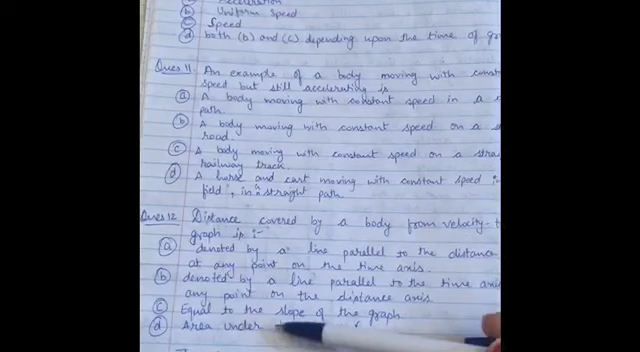 Acceleration
(b) Uniform Speed
(c) Speed
(d) both (b) and (c) depending upon the time of
Ques 11 An example of a body moving with
speed but still accelerating is
(a) A body moving with constant speed in a
path.
(b) A body moving with constant speed on a
road
(c) A body moving with constant speed on a
railway track.
(d) A horse and cart moving with constant speed
field, in a straght path
Ques 12 Distance covered by a body from velocity-
graph is :-
(a) denoted by a line parallel to the
at any point on the time axis.
(b) denoted by a line parallel to the time
any point on the distance axis.
(c) Equal to the slope of the graph
(d) Area under